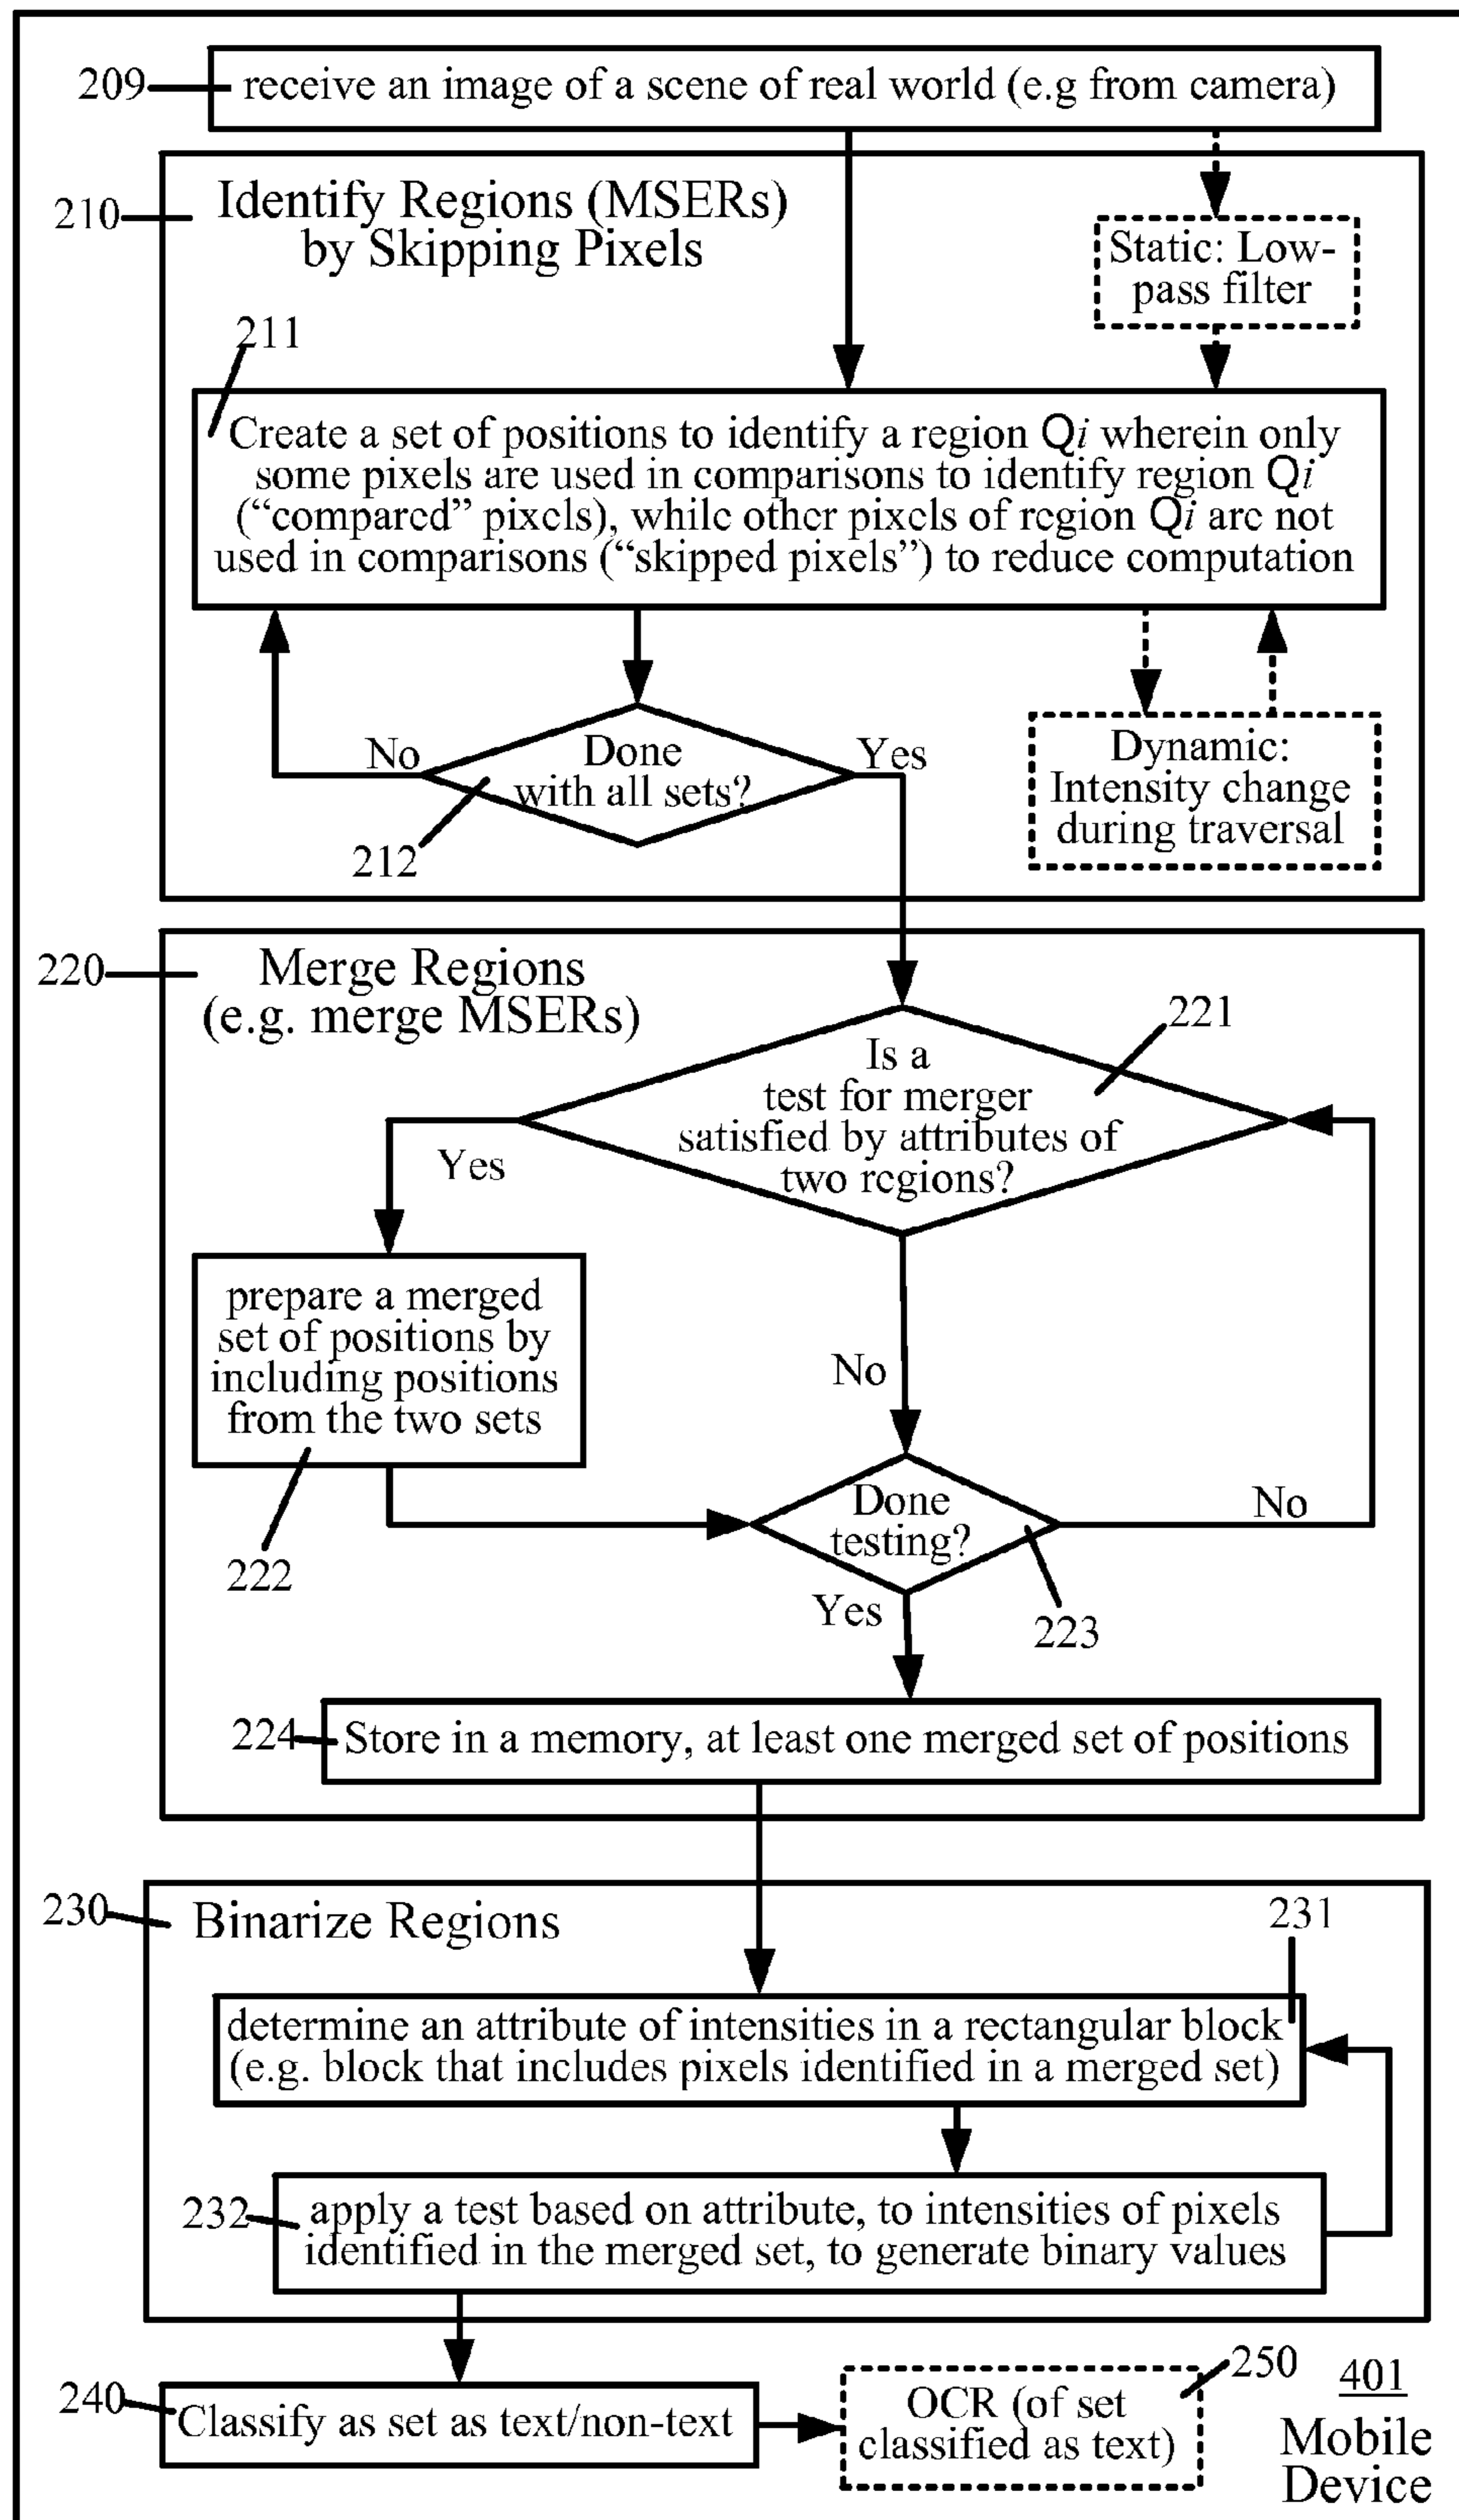 209
receive an image of a scene of real world (e.g from camera)
210
Identify Regions (MSERs)
by Skipping Pixels
Static: Low-
pass filter
211
Create a set of positions to identify a region Qi wherein only
some pixels are used in comparisons to identify region Qi
(“compared” pixels), while other pixels of region Qi are not
used in comparisons (“skipped pixels”) to reduce computation
No
Done
with all sets?
Yes
212
Dynamic:
Intensity change
during traversal
220
Merge Regions
(e.g. merge MSERs)
221
Is a
test for merger
satisfied by attributes of
two regions?
Yes
prepare a merged
set of positions by
including positions
from the two sets
222
No
Done
testing?
No
Yes
223
224
Store in a memory, at least one merged set of positions
230
Binarize Regions
231
determine an attribute of intensities in a rectangular block
(e.g. block that includes pixels identified in a merged set)
232
apply a test based on attribute, to intensities of pixels
identified in the merged set, to generate binary values
240
Classify as set as text/non-text
250
OCR (of set
classified as text)
401
Mobile
Device